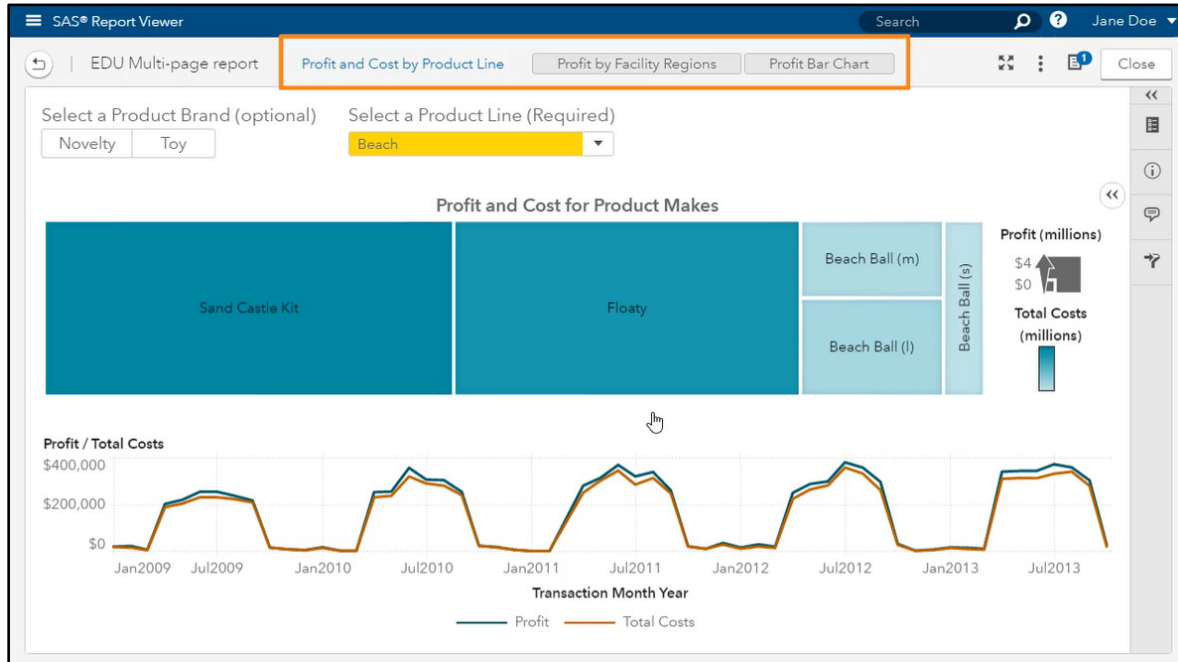 SAS® Report Viewer
Search
?
Jane Doe
EDU Multi-page report
Profit and Cost by Product Line
Profit by Facility Regions
Profit Bar Chart
1
Close
Select a Product Brand (optional)
Select a Product Line (Required)
Novelty
Toy
Beach
Profit and Cost for Product Makes
Sand Castle Kit
Floaty
Beach Ball (m)
Beach Ball (l)
Beach Ball (s)
Profit (millions)
$4
$0
Total Costs
(millions)
Profit / Total Costs
$400,000
$200,000
$0
Jan2009 Jul2009 Jan2010 Jul2010 Jan2011 Jul2011 Jan2012 Jul2012 Jan2013 Jul2013
Transaction Month Year
Profit
Total Costs